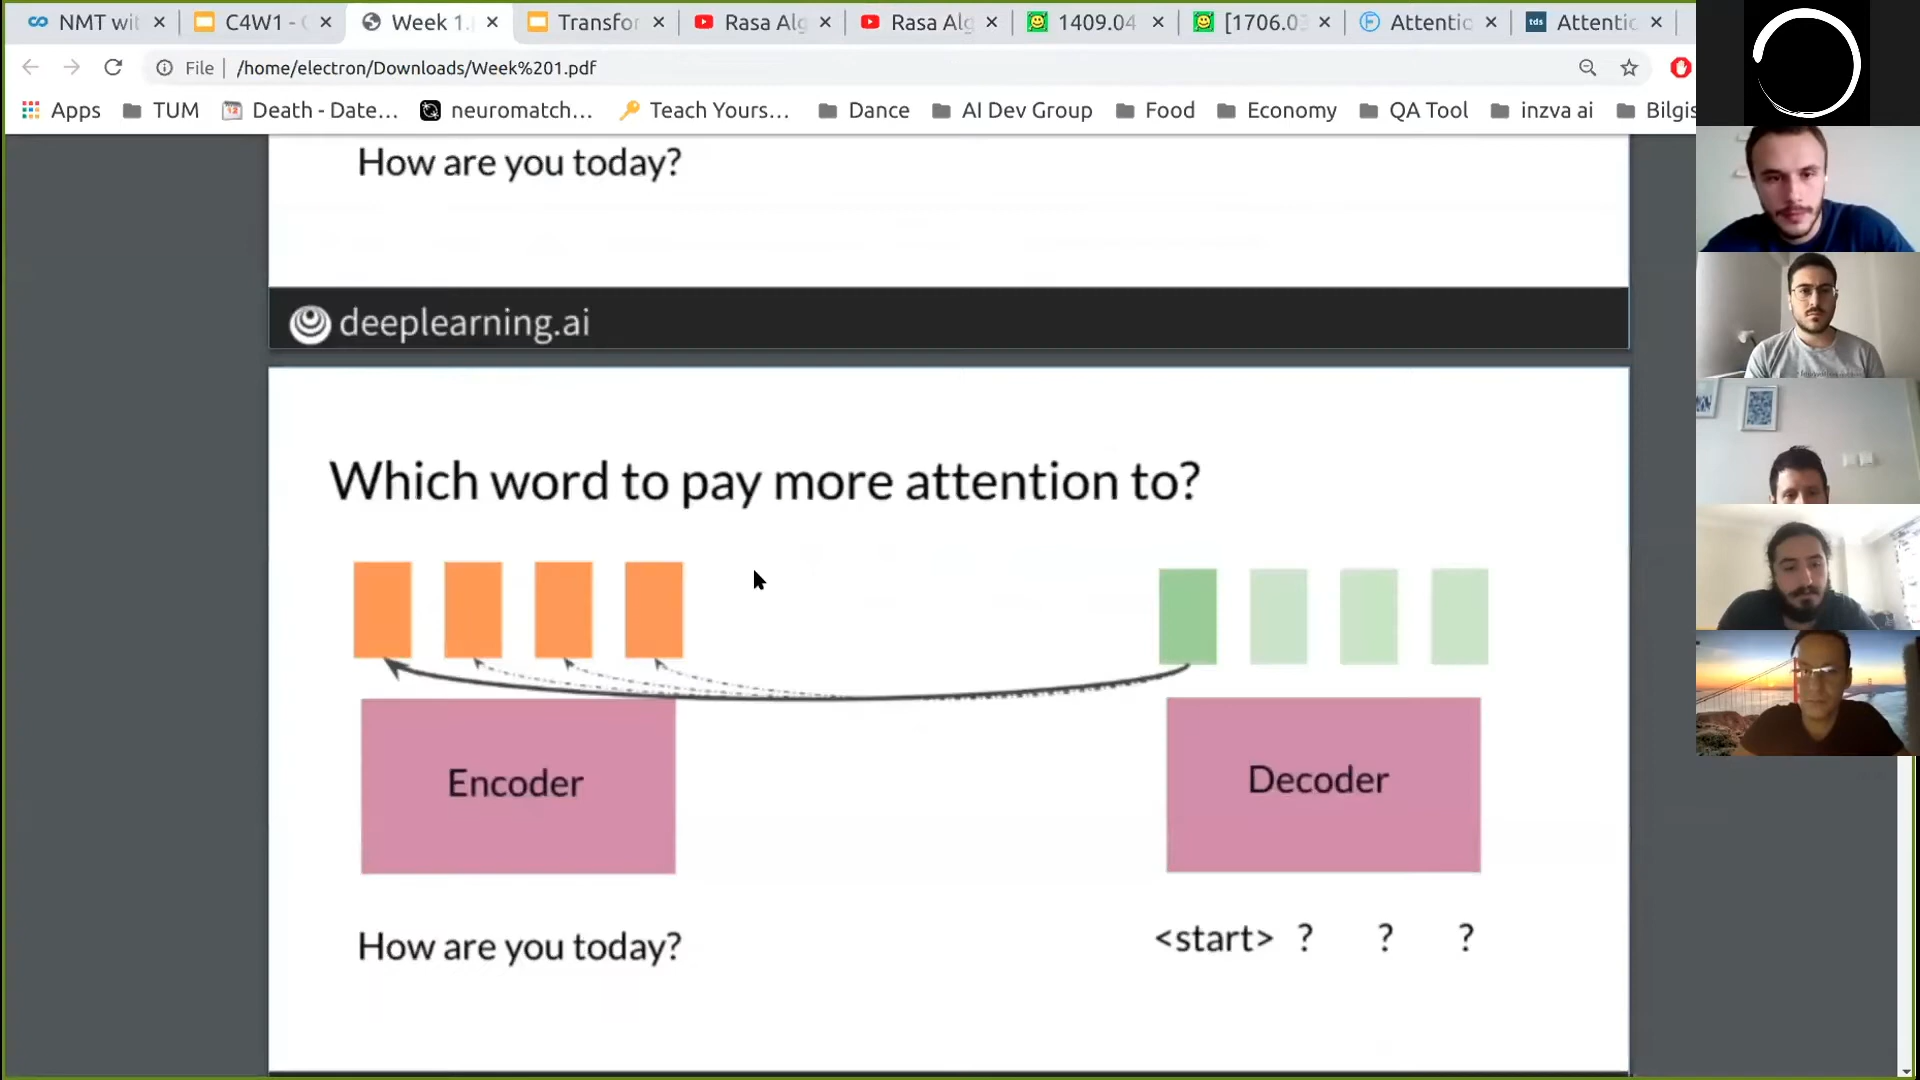 NMT wit
C4W1 -
Week 1.
Transfor
Rasa Alg
Rasa Alg
1409.04
[1706.03
Attentic
tds
Attentic
File
/home/electron/Downloads/Week%201.pdf
Apps
TUM
Death - Date...
neuromatch...
Teach Yours...
Dance
AI Dev Group
Food
Economy
QA Tool
inzva ai
Bilgis
How are you today?
deeplearning.ai
Which word to pay more attention to?
Encoder
Decoder
How are you today?
<start> ? ? ?